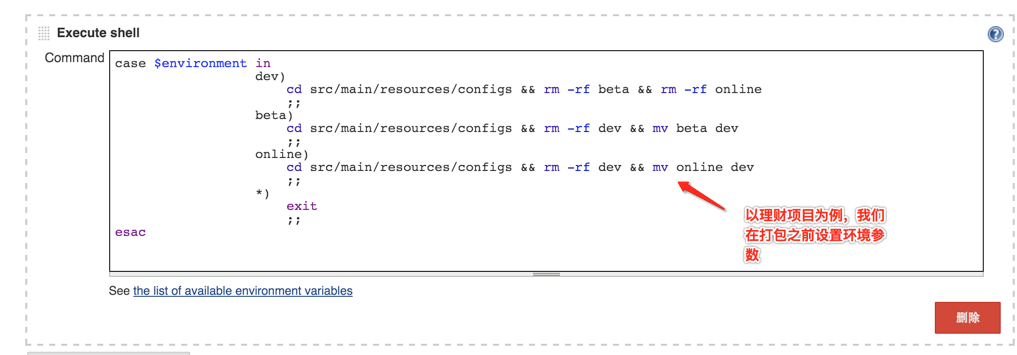 Execute shell
Command
case $environment in
dev)
cd src/main/resources/configs && rm -rf beta && rm -rf online
;;
beta)
cd src/main/resources/configs && rm -rf dev && mv beta dev
;;
online)
cd src/main/resources/configs && rm -rf dev && mv online dev
;;
*)
exit
;;
esac
以理财项目为例，我们
在打包之前设置环境参
数
See the list of available environment variables
删除